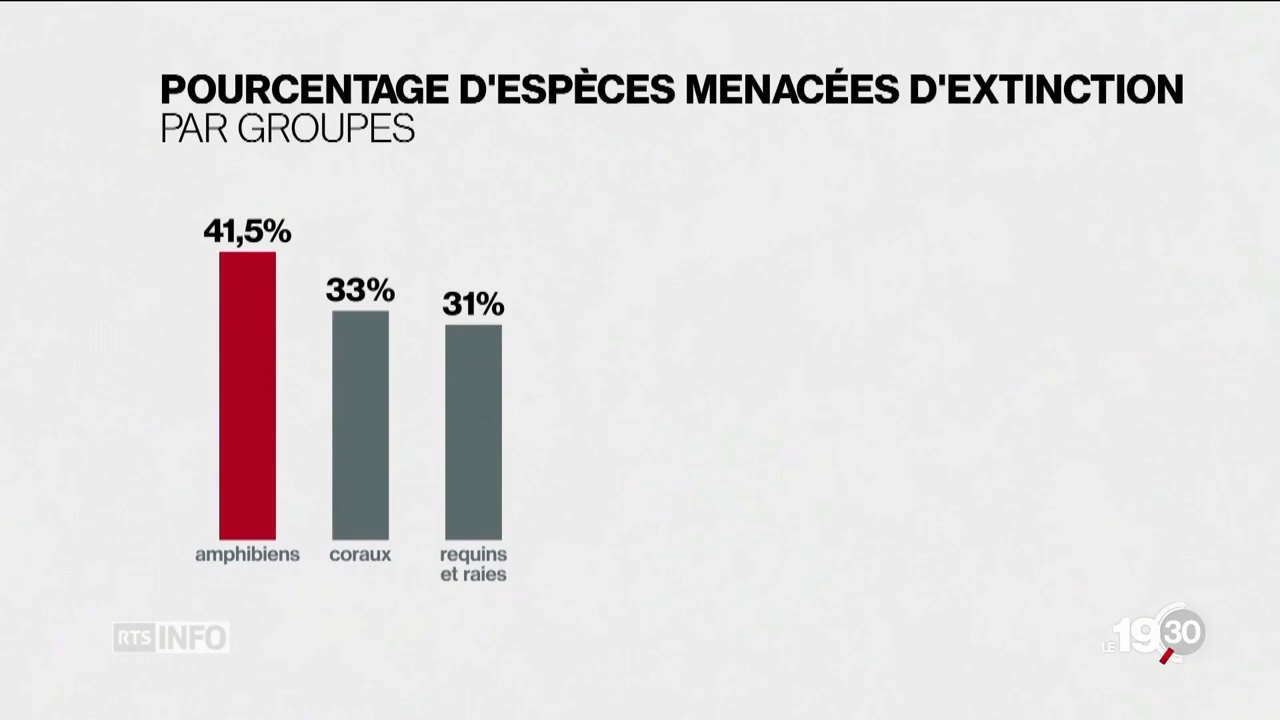 POURCENTAGE D'ESPÈCES MENACÉES D'EXTINCTION
PAR GROUPES
41,5%
33%
31%
amphibiens
coraux
requins
et raies
RTS INFO
LE 19 30